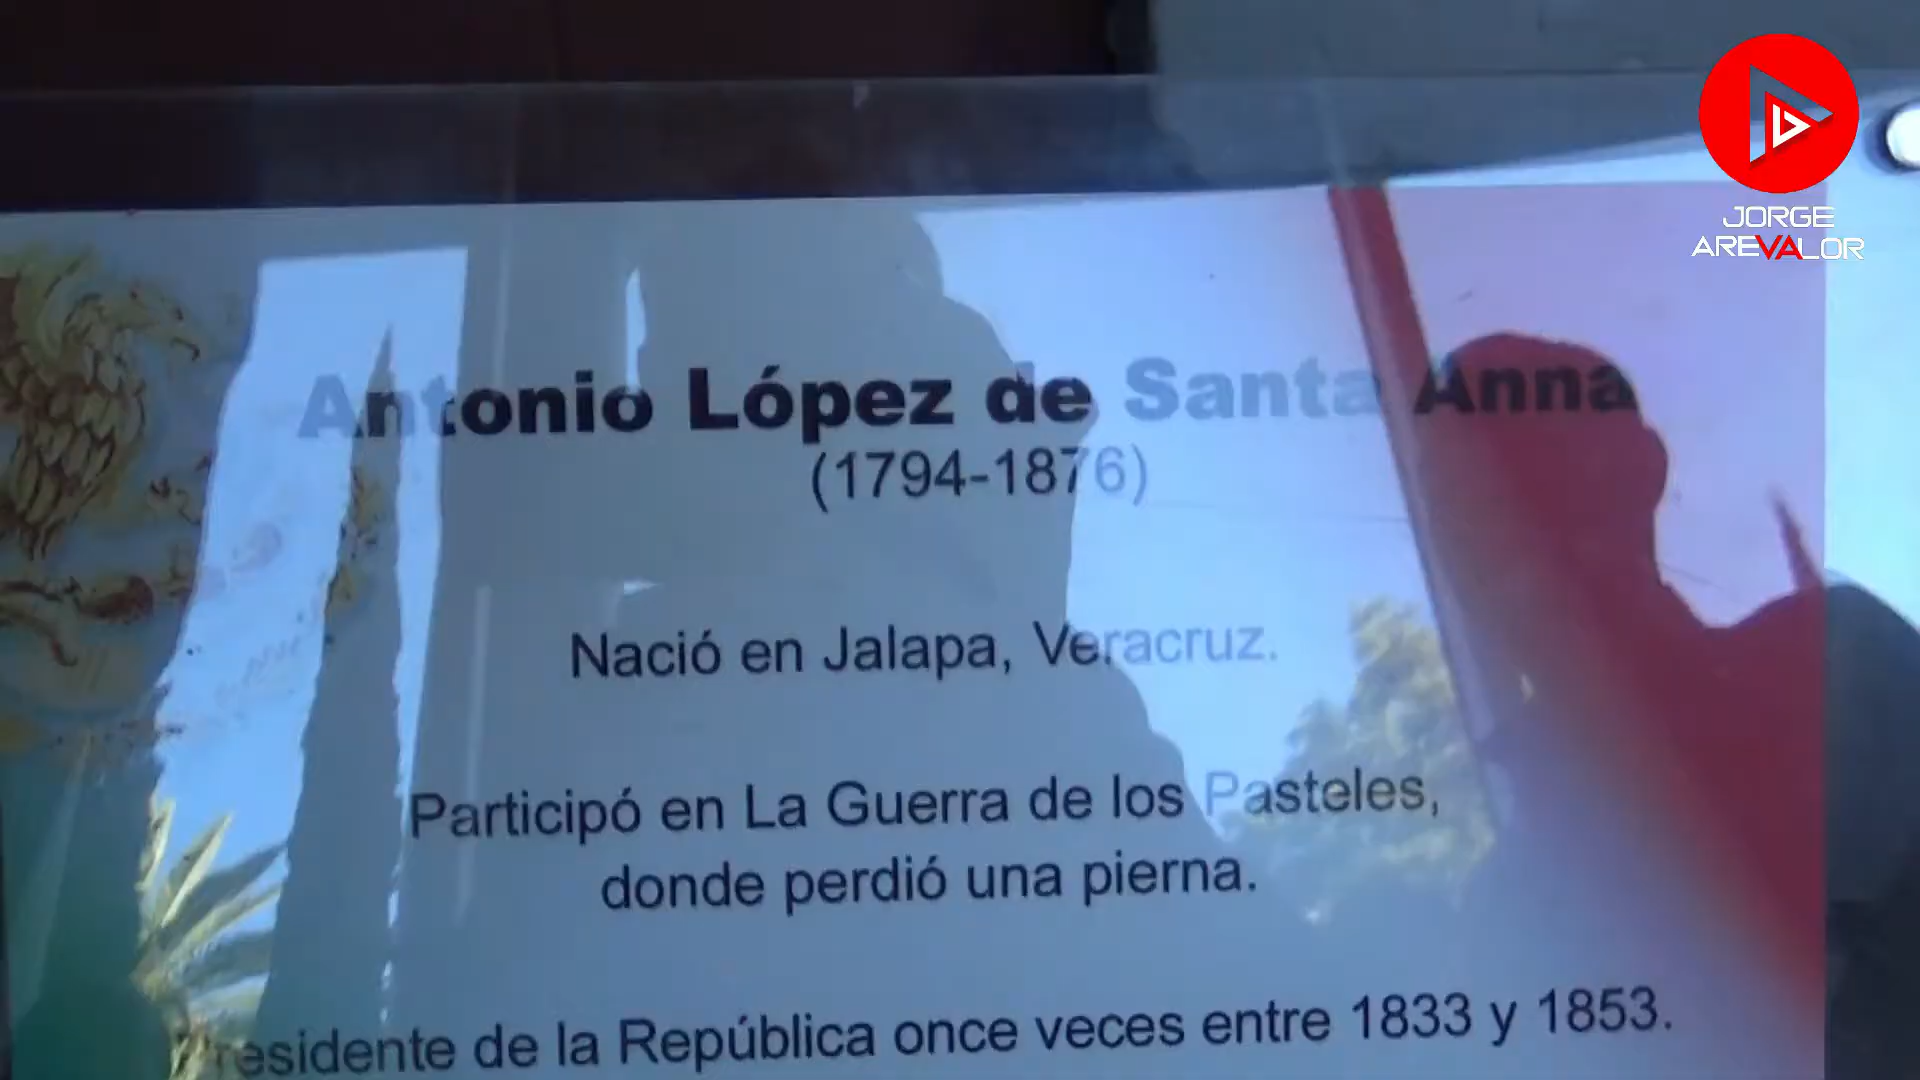 JORGE
AREVALOR
Antonio López de Santa Anna
(1794-1876)
Nació en Jalapa, Veracruz.
Participó en La Guerra de los Pasteles,
donde perdió una pierna.
Presidente de la República once veces entre 1833 y 1853.